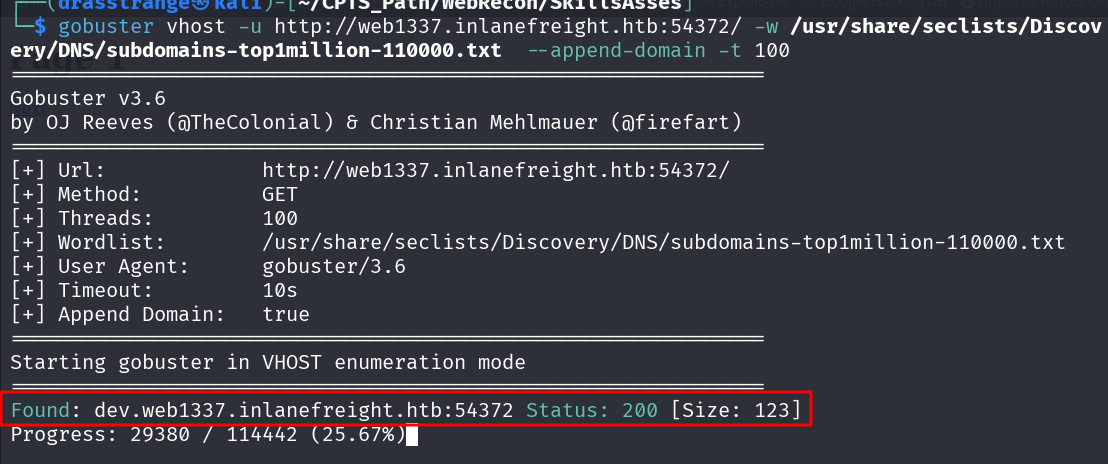 (drasstrange㉿kali)-[~/CPTS_Path/WebRecon/SkillsAsses]
$ gobuster vhost -u http://web1337.inlanefreight.htb:54372/ -w /usr/share/seclists/Discov
ery/DNS/subdomains-top1million-110000.txt --append-domain -t 100
===============================================================
Gobuster v3.6
by OJ Reeves (@TheColonial) & Christian Mehlmauer (@firefart)
===============================================================
[+] Url: http://web1337.inlanefreight.htb:54372/
[+] Method: GET
[+] Threads: 100
[+] Wordlist: /usr/share/seclists/Discovery/DNS/subdomains-top1million-110000.txt
[+] User Agent: gobuster/3.6
[+] Timeout: 10s
[+] Append Domain: true
===============================================================
Starting gobuster in VHOST enumeration mode
===============================================================
Found: dev.web1337.inlanefreight.htb:54372 Status: 200 [Size: 123]
Progress: 29380 / 114442 (25.67%)